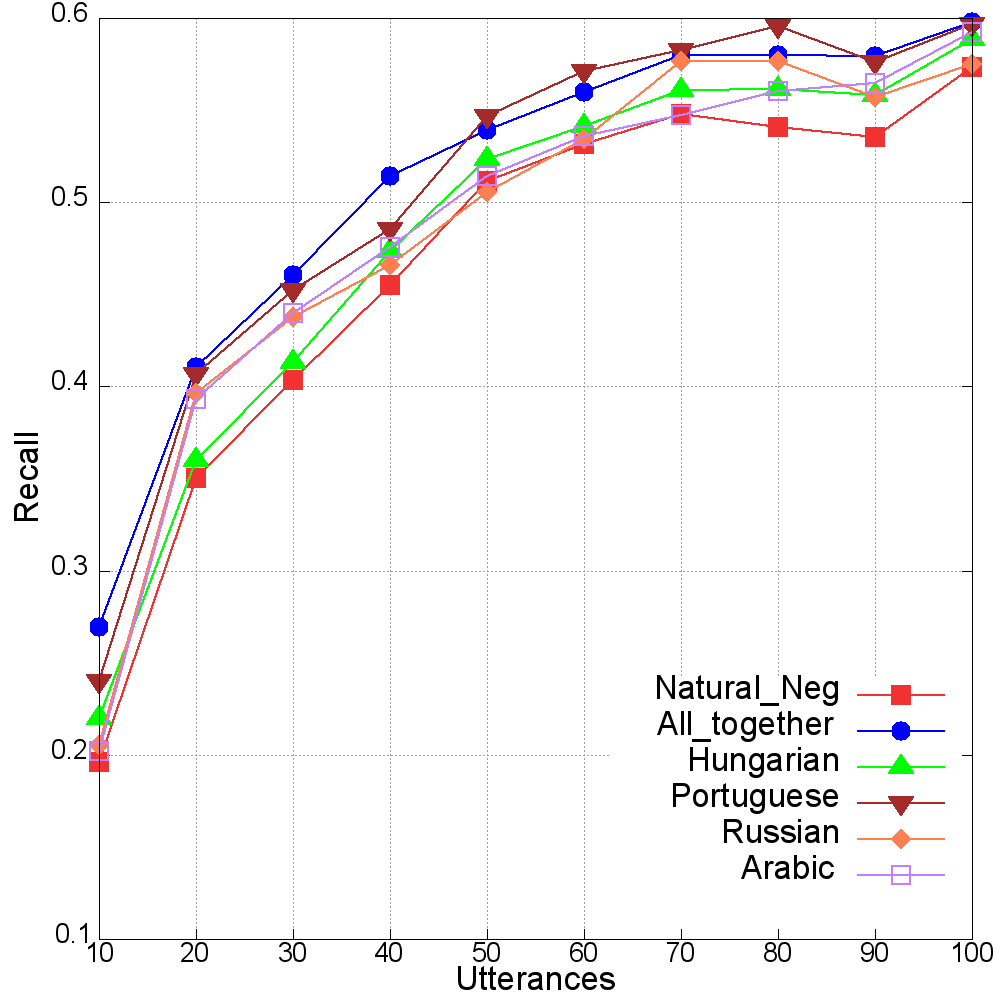 0.6
0.5
0.4
0.3
0.2
0.1
Recall
10 20 30 40 50 60 70 80 90 100
Utterances
Natural_Neg
All_together
Hungarian
Portuguese
Russian
Arabic